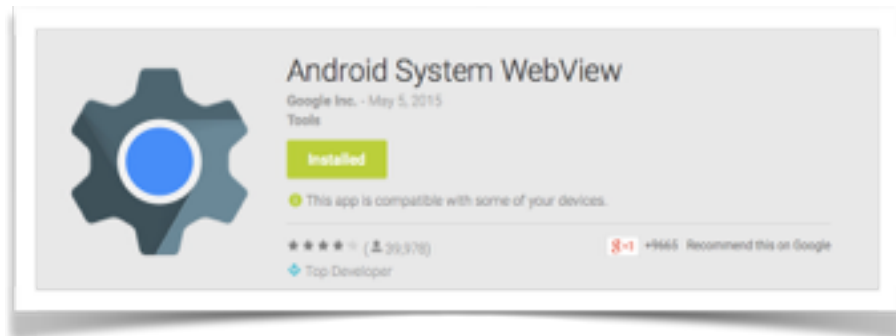 Android System WebView
Google Inc. - May 5, 2015
Tools
Installed
This app is compatible with some of your devices.
(39,978)
g+1 +9665 Recommend this on Google
Top Developer